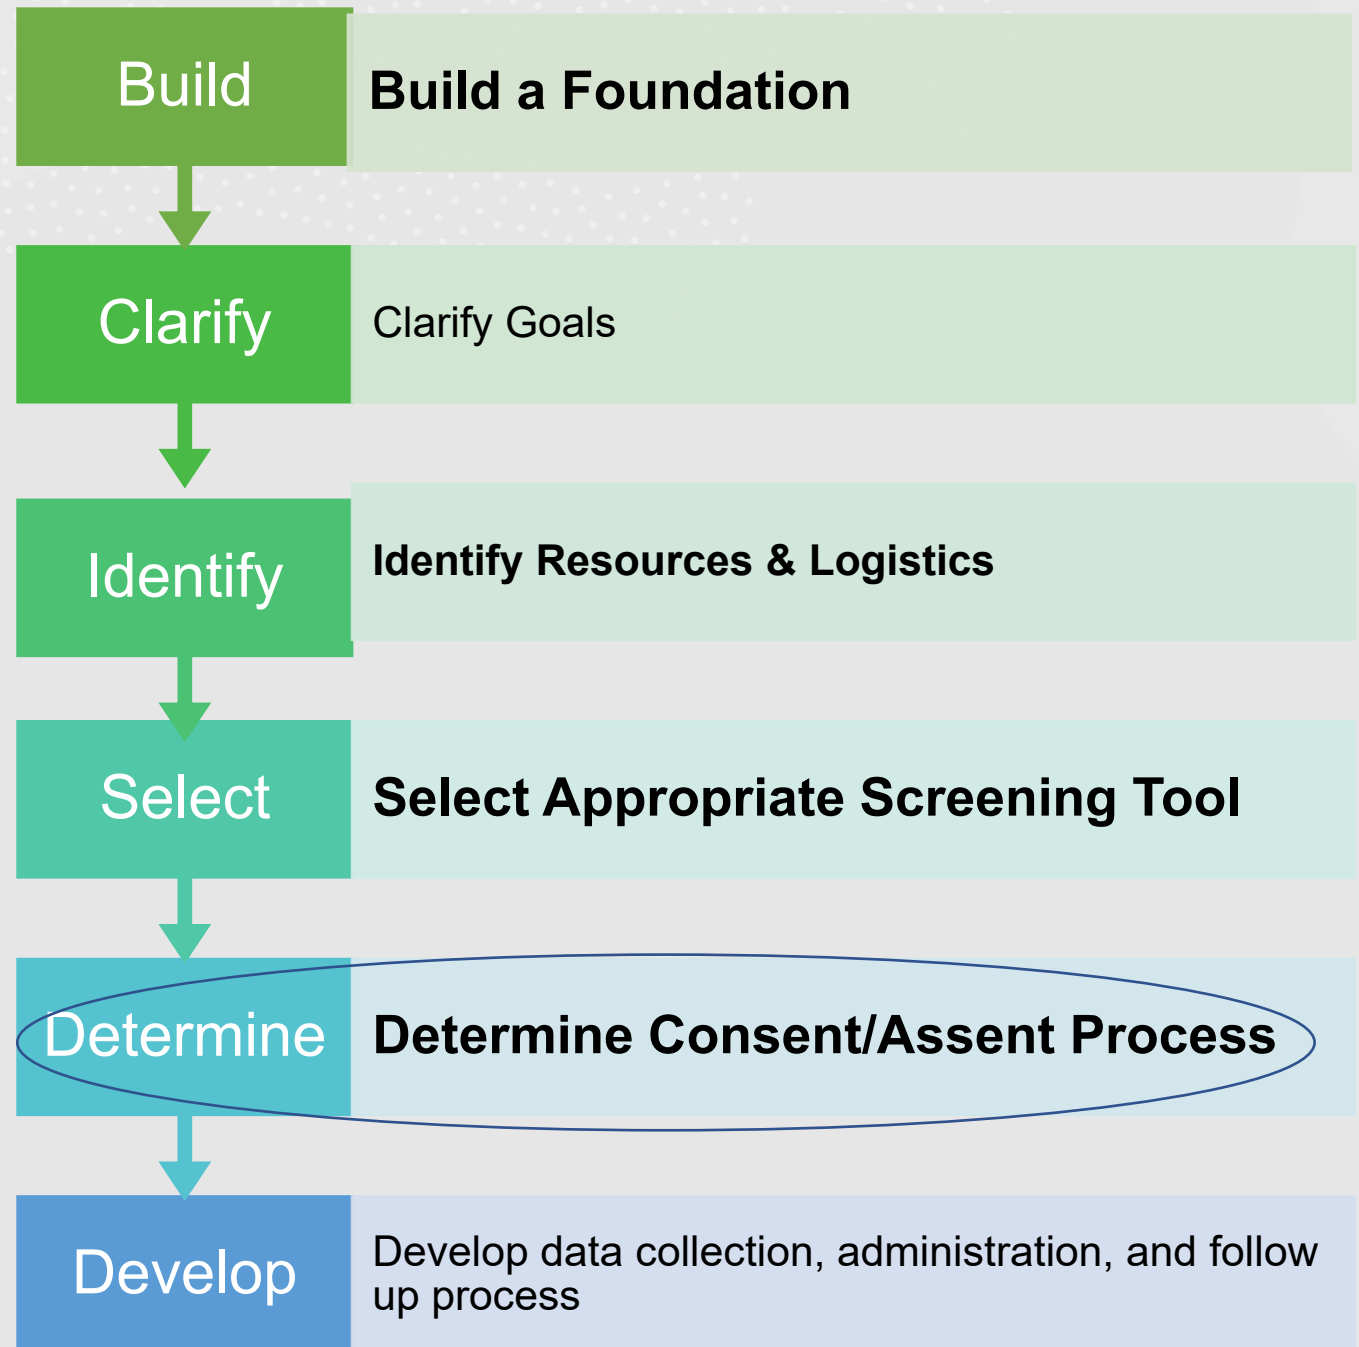 Build
Build a Foundation
Clarify
Clarify Goals
Identify
Identify Resources & Logistics
Select
Select Appropriate Screening Tool
Determine
Determine Consent/Assent Process
Develop
Develop data collection, administration, and follow
up process